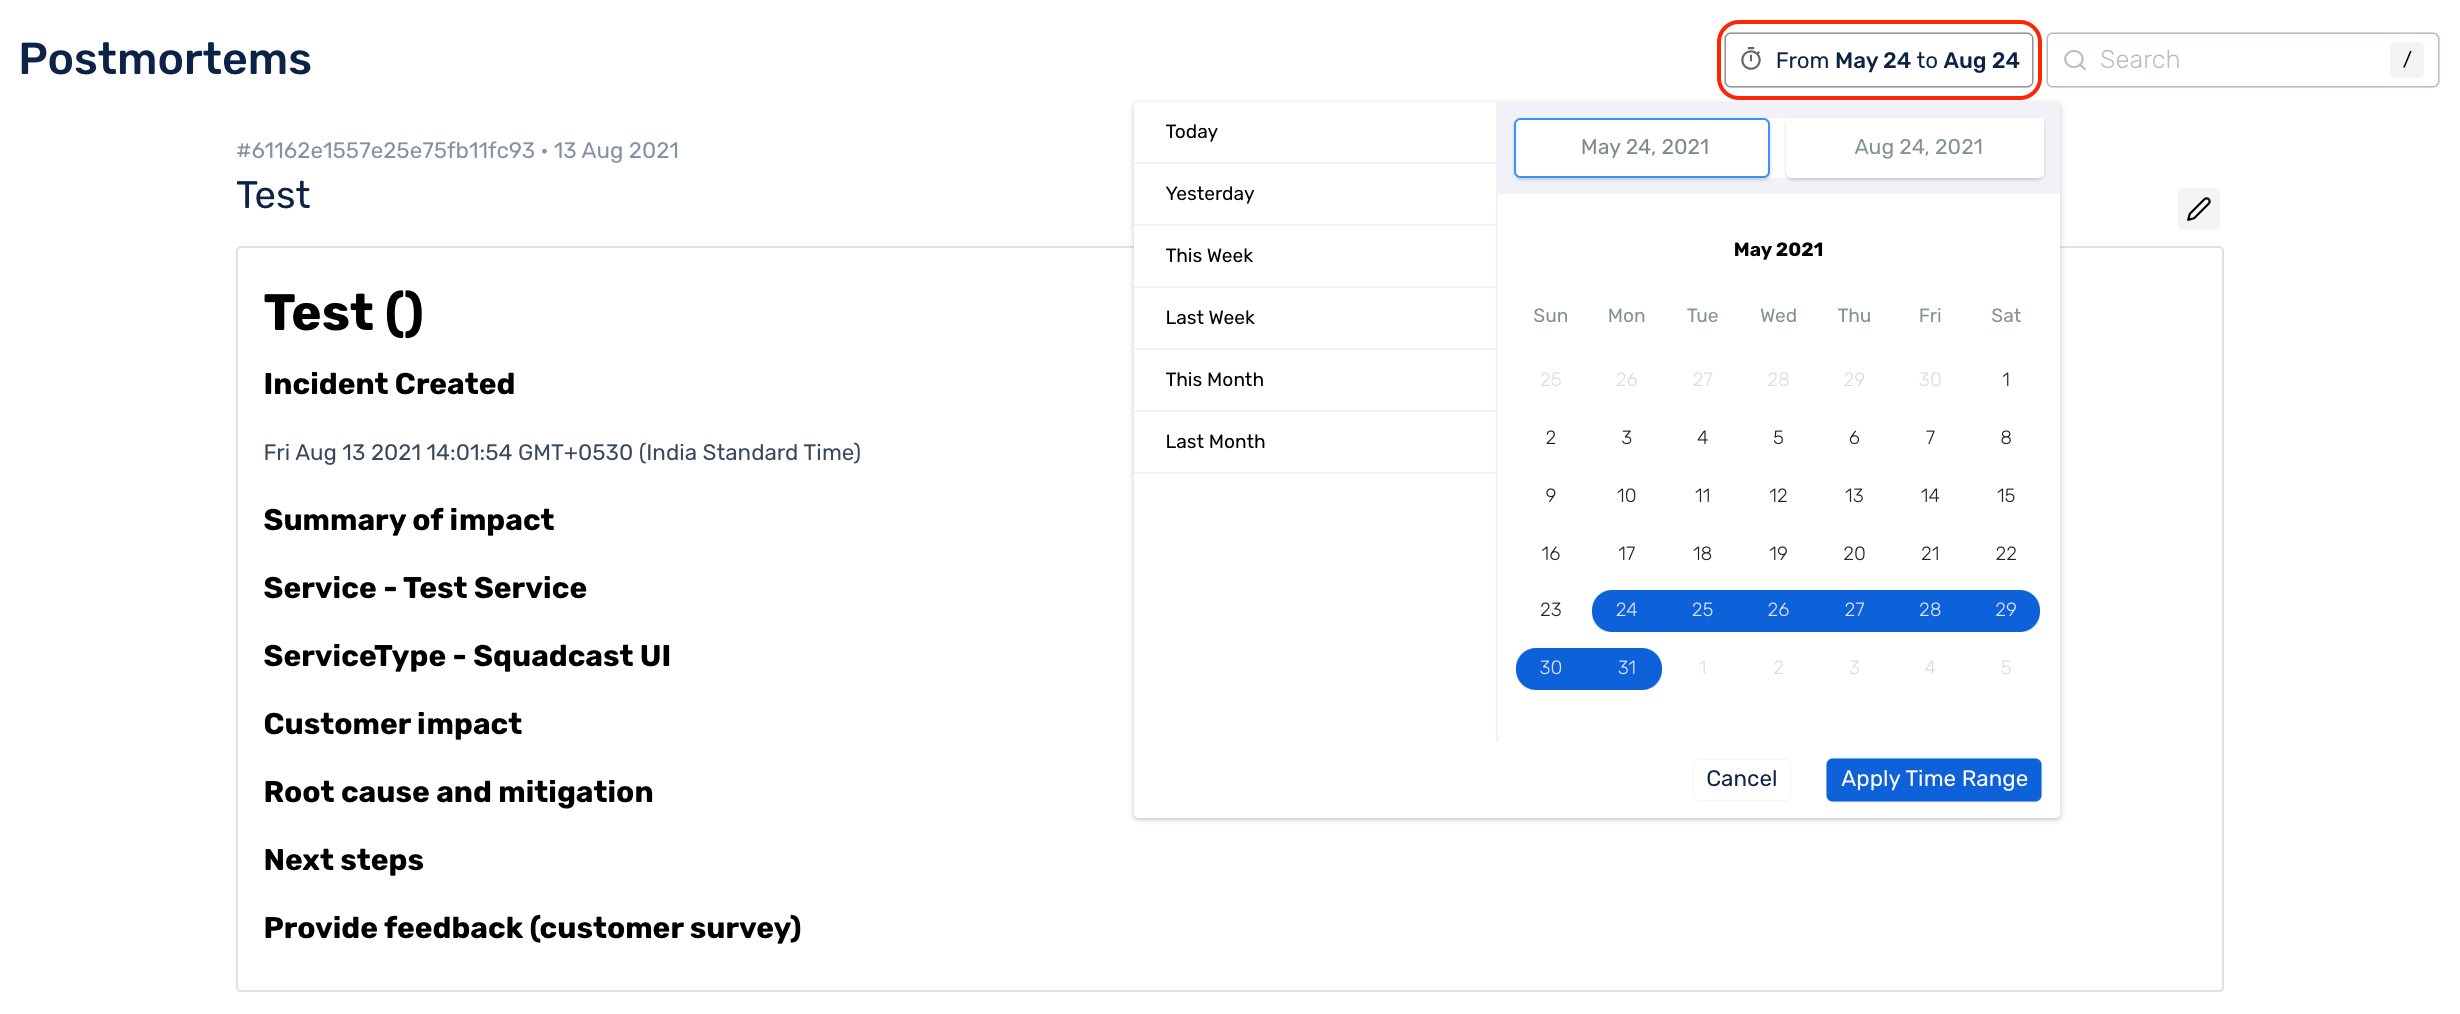 Postmortems
From May 24 to Aug 24
Search
/
#61162e1557e25e75fb11fc93 • 13 Aug 2021
Test
Test ()
Incident Created
Fri Aug 13 2021 14:01:54 GMT+0530 (India Standard Time)
Summary of impact
Service - Test Service
ServiceType - Squadcast UI
Customer impact
Root cause and mitigation
Next steps
Provide feedback (customer survey)
Today
Yesterday
This Week
Last Week
This Month
Last Month
May 24, 2021
Aug 24, 2021
May 2021
Sun Mon Tue Wed Thu Fri Sat
25 26 27 28 29 30 1
2 3 4 5 6 7 8
9 10 11 12 13 14 15
16 17 18 19 20 21 22
23 24 25 26 27 28 29
30 31 1 2 3 4 5
Cancel
Apply Time Range